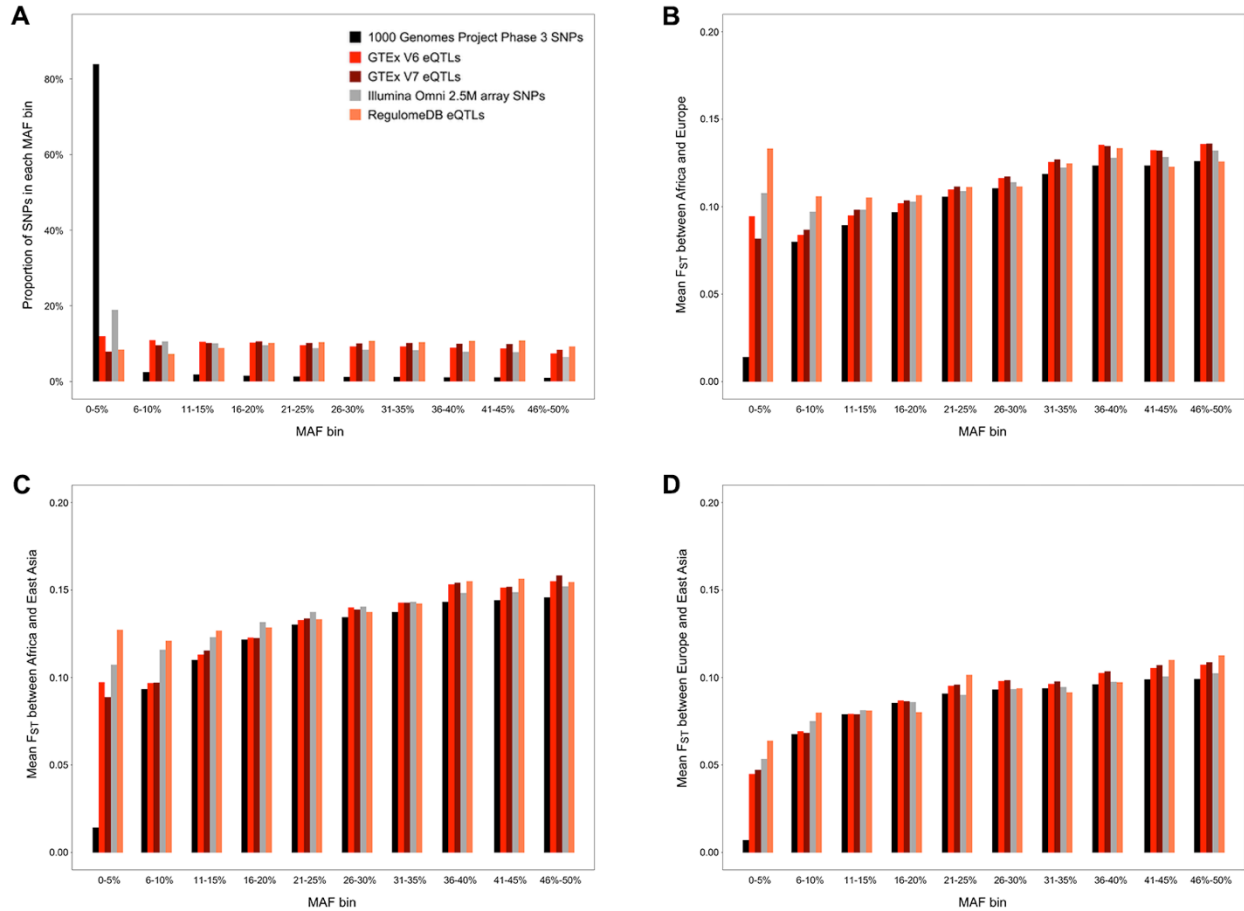 A
Proportion of SNPs in each MAF bin
80%
60%
40%
20%
0%
1000 Genomes Project Phase 3 SNPs
GTEx V6 eQTLs
GTEx V7 eQTLs
Illumina Omni 2.5M array SNPs
RegulomeDB eQTLs
0-5% 6-10% 11-15% 16-20% 21-25% 26-30% 31-35% 36-40% 41-45% 46%-50%
MAF bin
B
Mean FST between Africa and Europe
0.20
0.15
0.10
0.05
0.00
0-5% 6-10% 11-15% 16-20% 21-25% 26-30% 31-35% 36-40% 41-45% 46%-50%
MAF bin
C
Mean FST between Africa and East Asia
0.20
0.15
0.10
0.05
0.00
0-5% 6-10% 11-15% 16-20% 21-25% 26-30% 31-35% 36-40% 41-45% 46%-50%
MAF bin
D
Mean FST between Europe and East Asia
0.20
0.15
0.10
0.05
0.00
0-5% 6-10% 11-15% 16-20% 21-25% 26-30% 31-35% 36-40% 41-45% 46%-50%
MAF bin